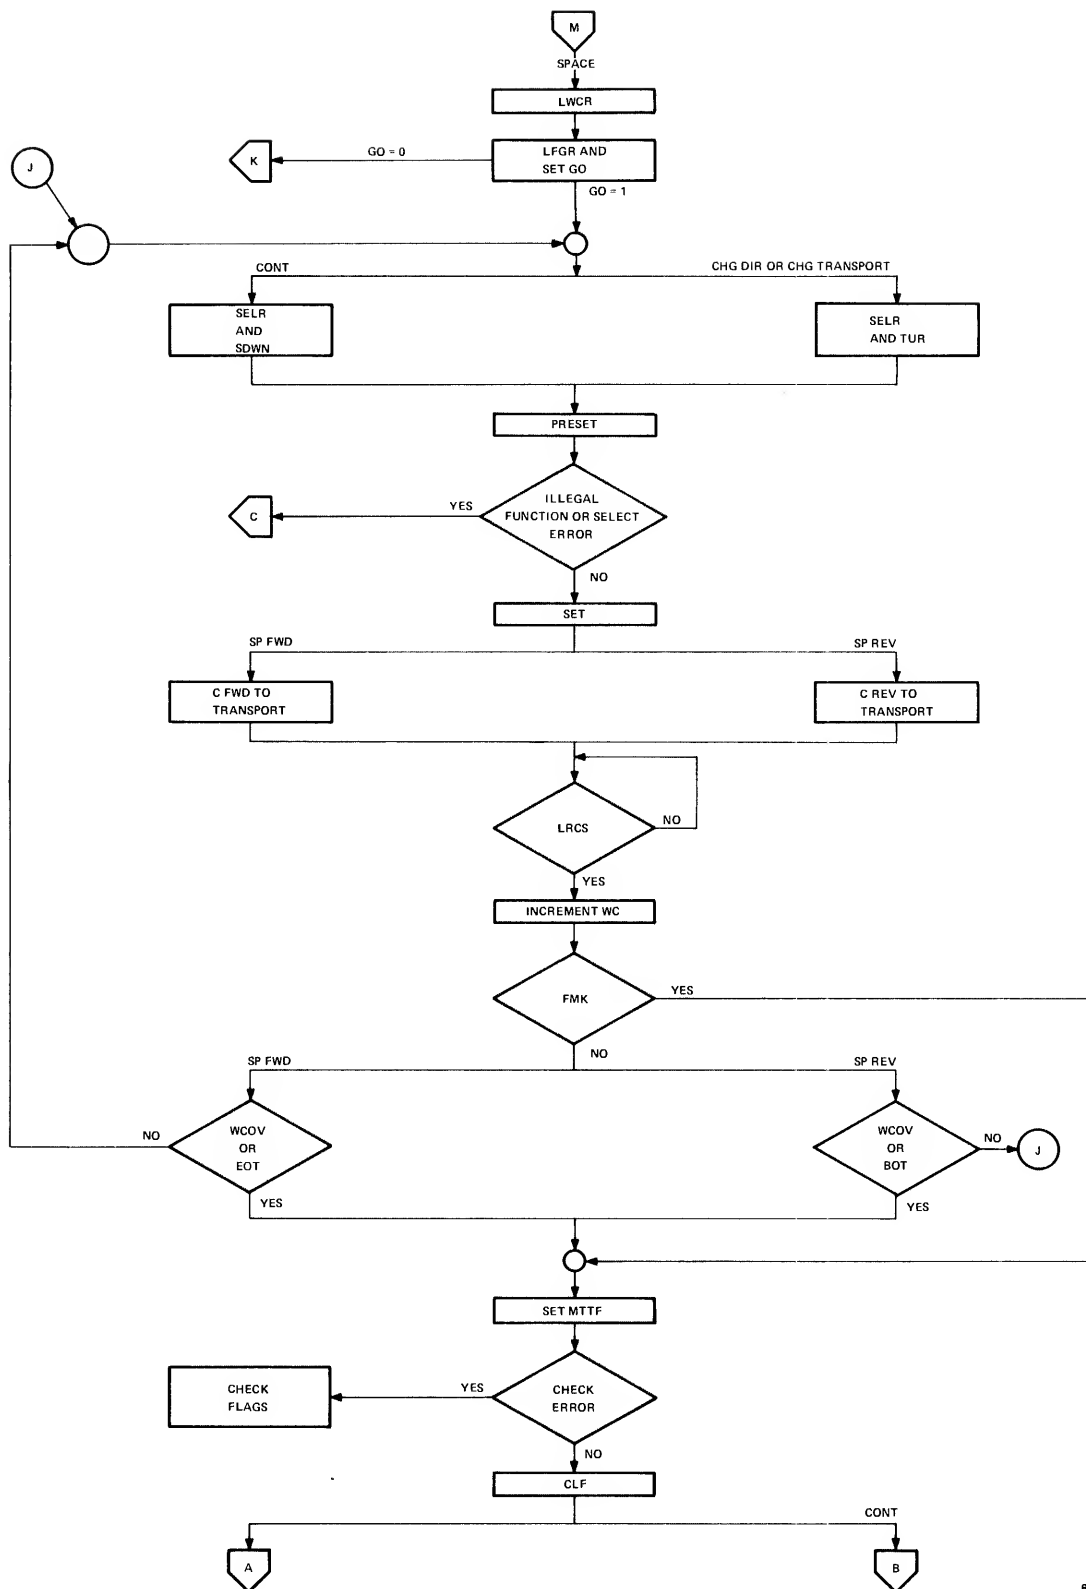 M
SPACE
LWCR
GO = 0
LFGR AND
SET GO
K
J
GO = 1
CONT
CHG DIR OR CHG TRANSPORT
SELR
AND
SDWN
SELR
AND TUR
PRESET
ILLEGAL
FUNCTION OR SELECT
ERROR
YES
C
NO
SET
SP FWD
SP REV
C FWD TO
TRANSPORT
C REV TO
TRANSPORT
LRCS
NO
YES
INCREMENT WC
FMK
YES
NO
SP FWD
SP REV
NO
WCOV
OR
EOT
WCOV
OR
BOT
NO
J
YES
YES
SET MTTF
CHECK
FLAGS
YES
CHECK
ERROR
NO
CLF
CONT
A
B